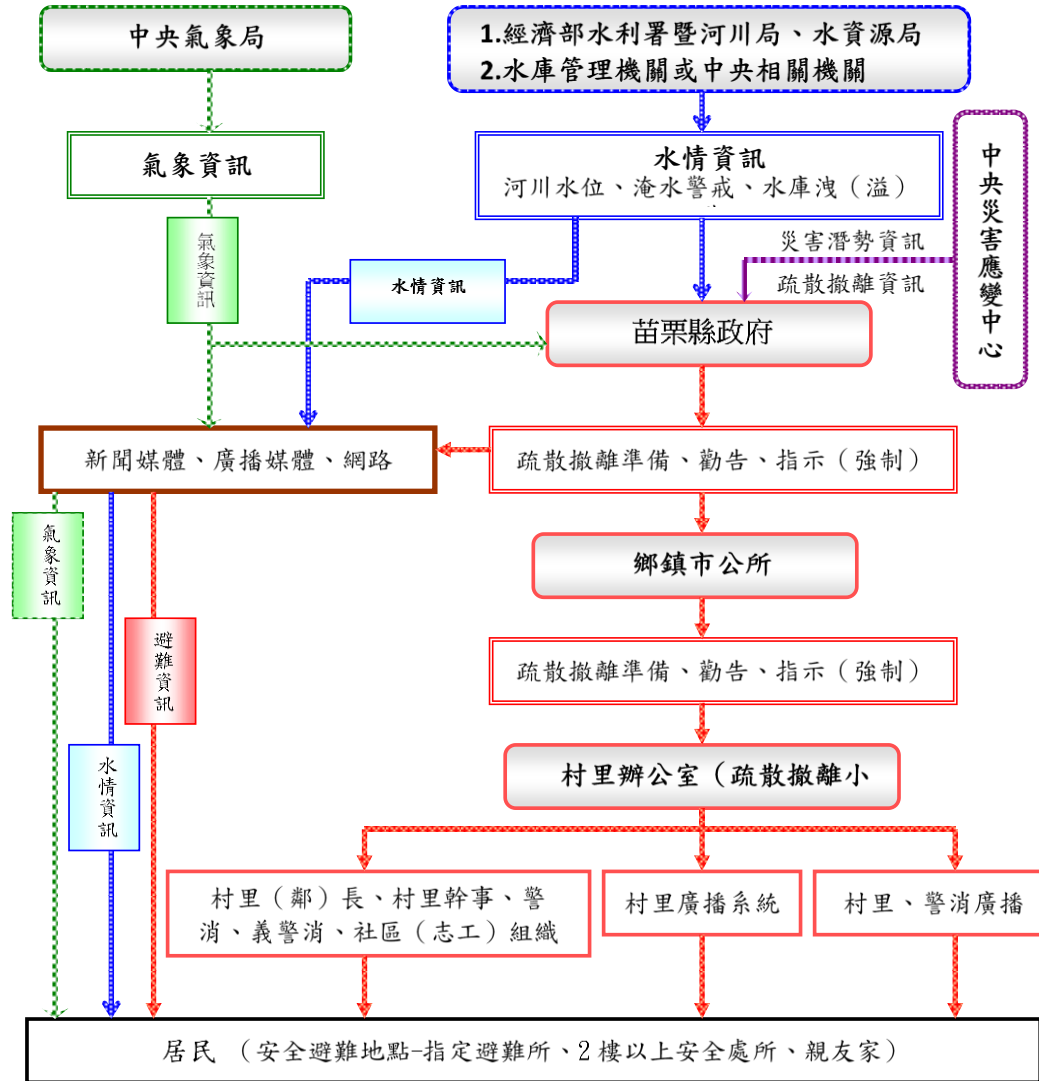 中央氣象局
1.經濟部水利署暨河川局、水資源局
2.水庫管理機關或中央相關機關
氣象資訊
水情資訊
河川水位、淹水警戒、水庫洩（溢）
中央災害應變中心
氣象資訊
水情資訊
災害潛勢資訊
疏散撤離資訊
苗栗縣政府
新聞媒體、廣播媒體、網路
疏散撤離準備、勸告、指示（強制）
氣象資訊
鄉鎮市公所
避難資訊
疏散撤離準備、勸告、指示（強制）
水情資訊
村里辦公室（疏散撤離小
村里（鄰）長、村里幹事、警
消、義警消、社區（志工）組織
村里廣播系統
村里、警消廣播
居民 （安全避難地點-指定避難所、2樓以上安全處所、親友家）